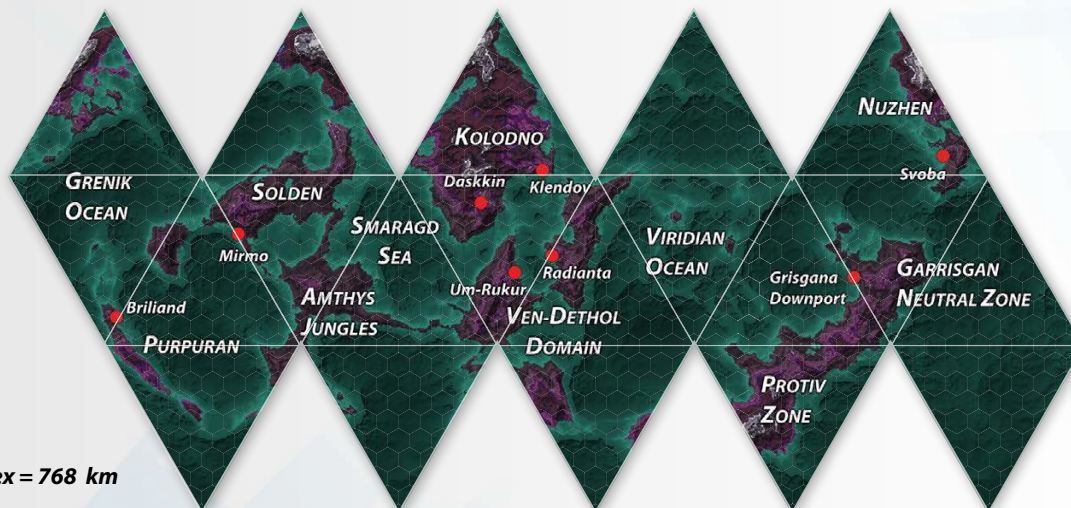 NUZHEN
KOLODNO
Svoba
Daskkin
Klendov
GRENIK
OCEAN
SOLDEN
SMARAGD
SEA
Mirmo
VIRIDIAN
OCEAN
Radianta
Um-Rukur
Grisgana
Downport
GARRISGAN
NEUTRAL ZONE
AMTHYS
JUNGLES
Briliand
PURPURAN
VEN-DETHOL
DOMAIN
PROTIV
ZONE
ex = 768 km